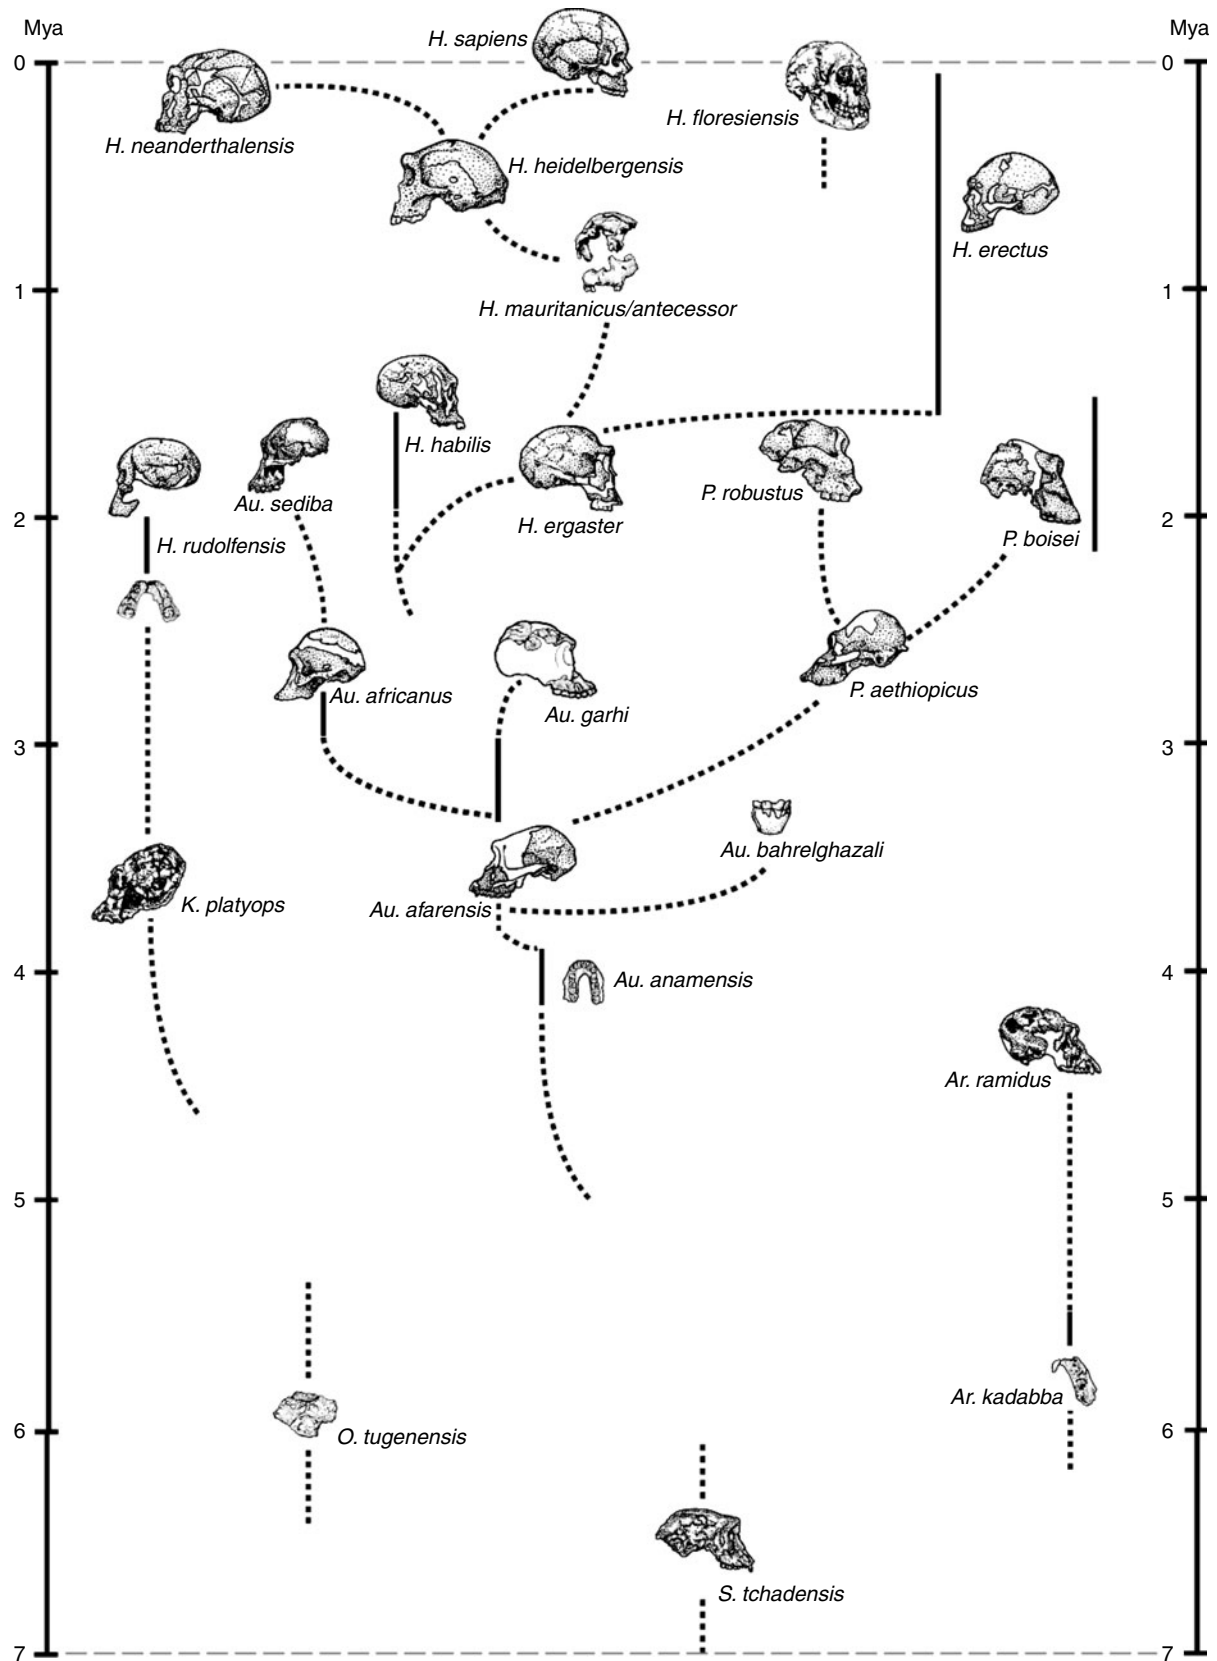 Mya
Mya
H. sapiens
0
0
H. floresiensis
H. neanderthalensis
H. heidelbergensis
H. erectus
1
1
H. mauritanicus/antecessor
H. habilis
P. robustus
Au. sediba
2
2
H. ergaster
P. boisei
H. rudolfensis
P. aethiopicus
Au. africanus
Au. garhi
3
3
Au. bahrelghazali
K. platyops
Au. afarensis
4
4
Au. anamensis
Ar. ramidus
5
5
Ar. kadabba
6
6
O. tugenensis
S. tchadensis
7
7